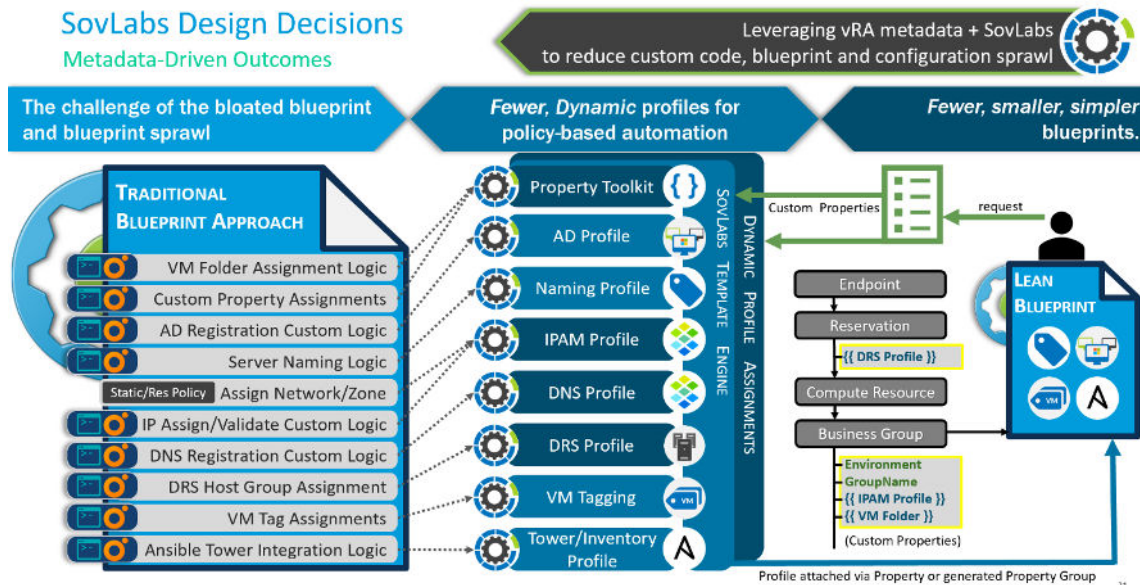 SovLabs Design Decisions
Metadata-Driven Outcomes
Leveraging vRA metadata + SovLabs
to reduce custom code, blueprint and configuration sprawl
The challenge of the bloated blueprint
and blueprint sprawl
Fewer, Dynamic profiles for
policy-based automation
Fewer, smaller, simpler
blueprints.
TRADITIONAL
BLUEPRINT APPROACH
VM Folder Assignment Logic
Custom Property Assignments
AD Registration Custom Logic
Server Naming Logic
Static/Res Policy Assign Network/Zone
IP Assign/Validate Custom Logic
DNS Registration Custom Logic
DRS Host Group Assignment
VM Tag Assignments
Ansible Tower Integration Logic
Property Toolkit
{ }
AD Profile
Naming Profile
IPAM Profile
DNS Profile
DRS Profile
VM Tagging
VM
Tower/Inventory
Profile
SOVLABS TEMPLATE ENGINE
DYNAMIC PROFILE ASSIGNMENTS
Custom Properties
request
Endpoint
Reservation
{{ DRS Profile }}
Compute Resource
Business Group
Environment
GroupName
{{ IPAM Profile }}
{{ VM Folder }}
(Custom Properties)
LEAN
BLUEPRINT
VM
Profile attached via Property or generated Property Group